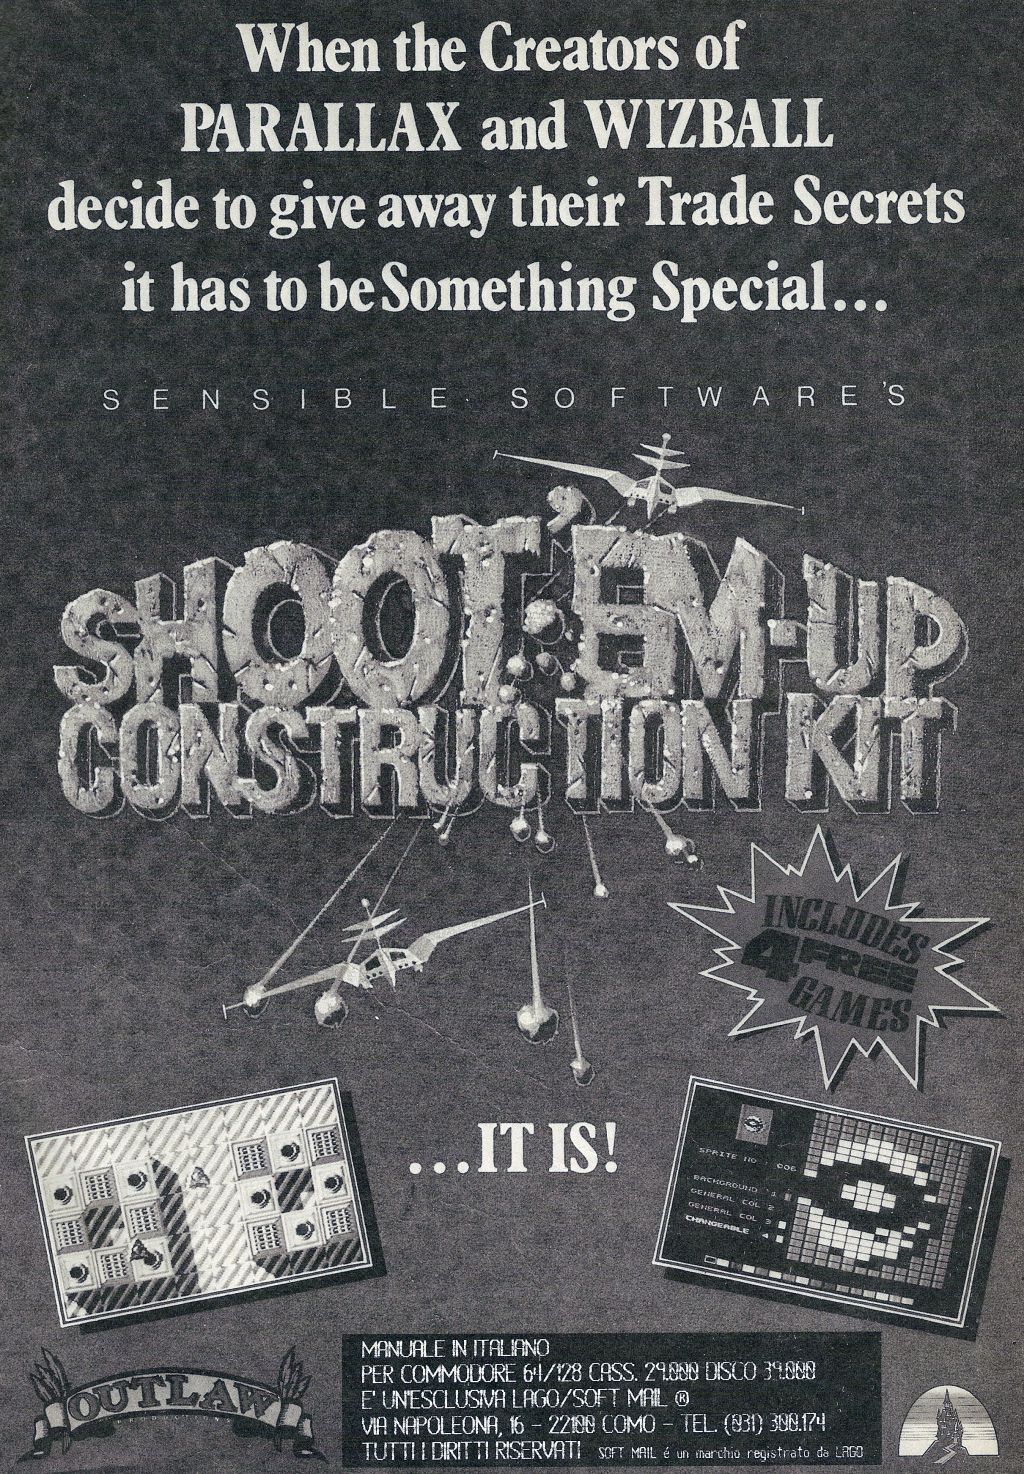 When the Creators of
PARALLAX and WIZBALL
decide to give away their Trade Secrets
it has to be Something Special...
SENSIBLE SOFTWARE'S
SHOOT'EM-UP
CONSTRUCTION KIT
INCLUDES
4 FREE
GAMES
...IT IS!
SPRITE NO : 006
BACKGROUND 1
GENERAL COL 2
GENERAL COL 3
CHANGEABLE 4
OUTLAW
MANUALE IN ITALIANO
PER COMMODORE 64/128 CASS. 29.000 DISCO 39.000
E' UN'ESCLUSIVA LAGO/SOFT MAIL ®
VIA NAPOLEONA, 16 - 22100 COMO - TEL. (031) 300.174
TUTTI I DIRITTI RISERVATI SOFT MAIL é un marchio registrato da LAGO